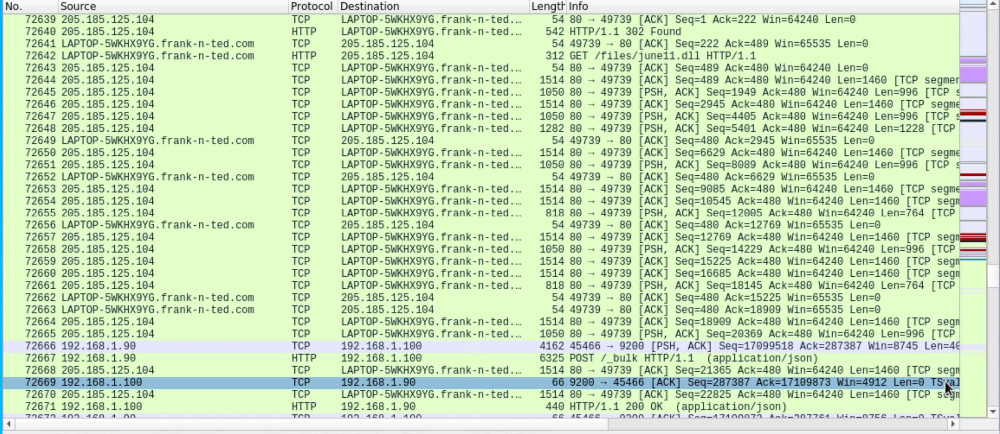 No. Source Protocol Destination Length Info
72639 205.185.125.104 TCP LAPTOP-5WKHX9YG.frank-n-ted.… 54 80 → 49739 [ACK] Seq=1 Ack=222 Win=64240 Len=0
72640 205.185.125.104 HTTP LAPTOP-5WKHX9YG.frank-n-ted.… 542 HTTP/1.1 302 Found
72641 LAPTOP-5WKHX9YG.frank-n-ted.com TCP 205.185.125.104 54 49739 → 80 [ACK] Seq=222 Ack=489 Win=65535 Len=0
72642 LAPTOP-5WKHX9YG.frank-n-ted.com HTTP 205.185.125.104 312 GET /files/june11.dll HTTP/1.1
72643 205.185.125.104 TCP LAPTOP-5WKHX9YG.frank-n-ted.… 54 80 → 49739 [ACK] Seq=489 Ack=480 Win=64240 Len=0
72644 205.185.125.104 TCP LAPTOP-5WKHX9YG.frank-n-ted.… 1514 80 → 49739 [ACK] Seq=489 Ack=480 Win=64240 Len=1460 [TCP segmen
72645 205.185.125.104 TCP LAPTOP-5WKHX9YG.frank-n-ted.… 1050 80 → 49739 [PSH, ACK] Seq=1949 Ack=480 Win=64240 Len=996 [TCP s
72646 205.185.125.104 TCP LAPTOP-5WKHX9YG.frank-n-ted.… 1514 80 → 49739 [ACK] Seq=2945 Ack=480 Win=64240 Len=1460 [TCP segme
72647 205.185.125.104 TCP LAPTOP-5WKHX9YG.frank-n-ted.… 1050 80 → 49739 [PSH, ACK] Seq=4405 Ack=480 Win=64240 Len=996 [TCP s
72648 205.185.125.104 TCP LAPTOP-5WKHX9YG.frank-n-ted.… 1282 80 → 49739 [PSH, ACK] Seq=5401 Ack=480 Win=64240 Len=1228 [TCP
72649 LAPTOP-5WKHX9YG.frank-n-ted.com TCP 205.185.125.104 54 49739 → 80 [ACK] Seq=480 Ack=2945 Win=65535 Len=0
72650 205.185.125.104 TCP LAPTOP-5WKHX9YG.frank-n-ted.… 1514 80 → 49739 [ACK] Seq=6629 Ack=480 Win=64240 Len=1460 [TCP segme
72651 205.185.125.104 TCP LAPTOP-5WKHX9YG.frank-n-ted.… 1050 80 → 49739 [PSH, ACK] Seq=8089 Ack=480 Win=64240 Len=996 [TCP s
72652 LAPTOP-5WKHX9YG.frank-n-ted.com TCP 205.185.125.104 54 49739 → 80 [ACK] Seq=480 Ack=6629 Win=65535 Len=0
72653 205.185.125.104 TCP LAPTOP-5WKHX9YG.frank-n-ted.… 1514 80 → 49739 [ACK] Seq=9085 Ack=480 Win=64240 Len=1460 [TCP segme
72654 205.185.125.104 TCP LAPTOP-5WKHX9YG.frank-n-ted.… 1514 80 → 49739 [ACK] Seq=10545 Ack=480 Win=64240 Len=1460 [TCP segm
72655 205.185.125.104 TCP LAPTOP-5WKHX9YG.frank-n-ted.… 818 80 → 49739 [PSH, ACK] Seq=12005 Ack=480 Win=64240 Len=764 [TCP
72656 LAPTOP-5WKHX9YG.frank-n-ted.com TCP 205.185.125.104 54 49739 → 80 [ACK] Seq=480 Ack=12769 Win=65535 Len=0
72657 205.185.125.104 TCP LAPTOP-5WKHX9YG.frank-n-ted.… 1514 80 → 49739 [ACK] Seq=12769 Ack=480 Win=64240 Len=1460 [TCP segm
72658 205.185.125.104 TCP LAPTOP-5WKHX9YG.frank-n-ted.… 1050 80 → 49739 [PSH, ACK] Seq=14229 Ack=480 Win=64240 Len=996 [TCP
72659 205.185.125.104 TCP LAPTOP-5WKHX9YG.frank-n-ted.… 1514 80 → 49739 [ACK] Seq=15225 Ack=480 Win=64240 Len=1460 [TCP segm
72660 205.185.125.104 TCP LAPTOP-5WKHX9YG.frank-n-ted.… 1514 80 → 49739 [ACK] Seq=16685 Ack=480 Win=64240 Len=1460 [TCP segm
72661 205.185.125.104 TCP LAPTOP-5WKHX9YG.frank-n-ted.… 818 80 → 49739 [PSH, ACK] Seq=18145 Ack=480 Win=64240 Len=764 [TCP
72662 LAPTOP-5WKHX9YG.frank-n-ted.com TCP 205.185.125.104 54 49739 → 80 [ACK] Seq=480 Ack=15225 Win=65535 Len=0
72663 LAPTOP-5WKHX9YG.frank-n-ted.com TCP 205.185.125.104 54 49739 → 80 [ACK] Seq=480 Ack=18909 Win=65535 Len=0
72664 205.185.125.104 TCP LAPTOP-5WKHX9YG.frank-n-ted.… 1514 80 → 49739 [ACK] Seq=18909 Ack=480 Win=64240 Len=1460 [TCP segm
72665 205.185.125.104 TCP LAPTOP-5WKHX9YG.frank-n-ted.… 1050 80 → 49739 [PSH, ACK] Seq=20369 Ack=480 Win=64240 Len=996 [TCP
72666 192.168.1.90 TCP 192.168.1.100 4162 45466 → 9200 [PSH, ACK] Seq=17099518 Ack=287387 Win=8745 Len=40
72667 192.168.1.90 HTTP 192.168.1.100 6325 POST /_bulk HTTP/1.1 (application/json)
72668 205.185.125.104 TCP LAPTOP-5WKHX9YG.frank-n-ted.… 1514 80 → 49739 [ACK] Seq=21365 Ack=480 Win=64240 Len=1460 [TCP segm
72669 192.168.1.100 TCP 192.168.1.90 66 9200 → 45466 [ACK] Seq=287387 Ack=17109873 Win=4912 Len=0 TSval
72670 205.185.125.104 TCP LAPTOP-5WKHX9YG.frank-n-ted.… 1514 80 → 49739 [ACK] Seq=22825 Ack=480 Win=64240 Len=1460 [TCP segm
72671 192.168.1.100 HTTP 192.168.1.90 440 HTTP/1.1 200 OK (application/json)